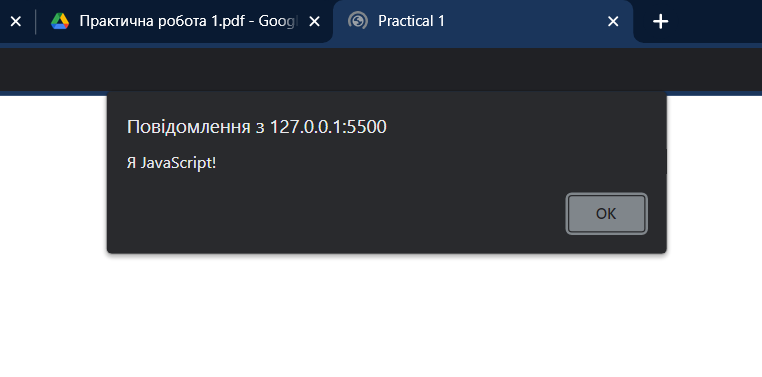 Практична робота 1.pdf - Googl
Practical 1
Повідомлення з 127.0.0.1:5500
Я JavaScript!
OK